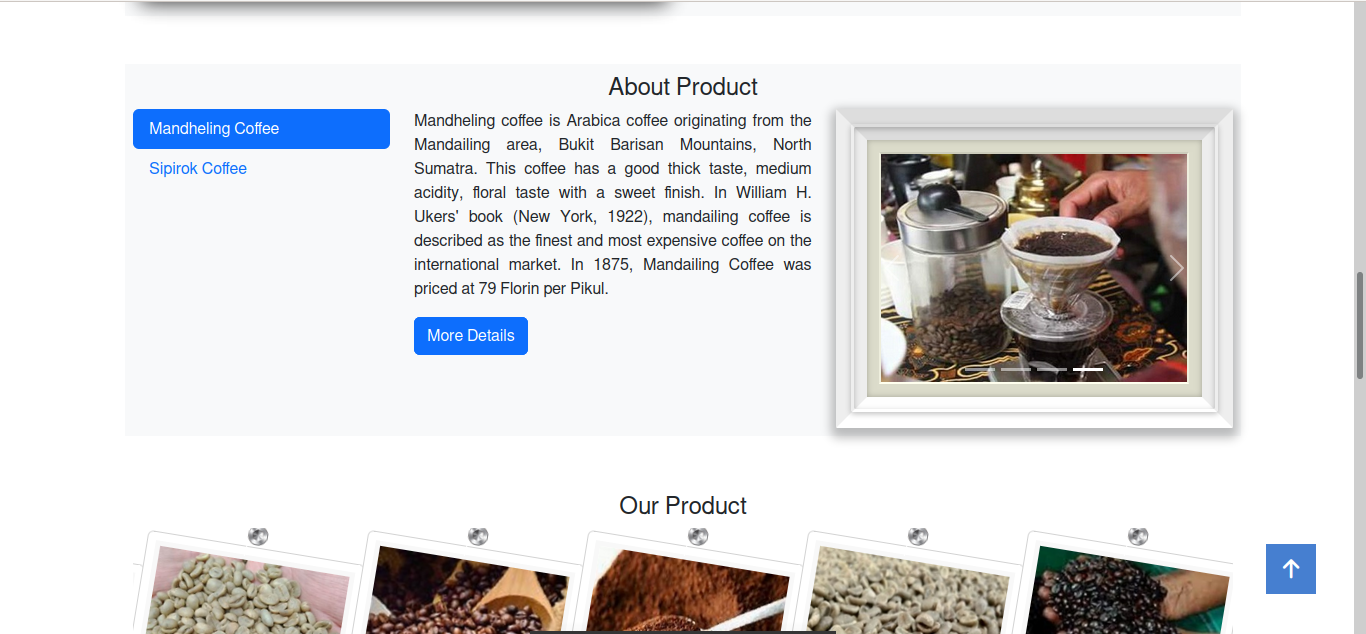 About Product
Mandheling Coffee
Sipirok Coffee
Mandheling coffee is Arabica coffee originating from the
Mandailing area, Bukit Barisan Mountains, North
Sumatra. This coffee has a good thick taste, medium
acidity, floral taste with a sweet finish. In William H.
Ukers' book (New York, 1922), mandailing coffee is
described as the finest and most expensive coffee on the
international market. In 1875, Mandailing Coffee was
priced at 79 Florin per Pikul.
More Details
Our Product